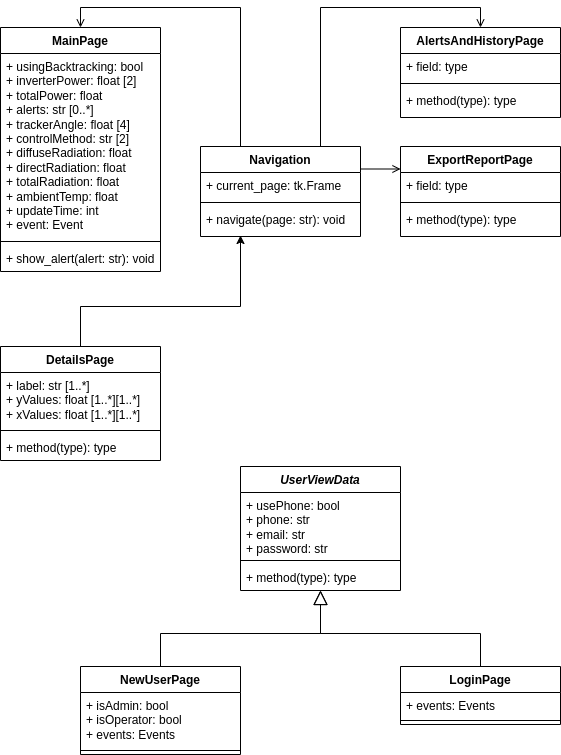 MainPage
+ usingBacktracking: bool
+ inverterPower: float [2]
+ totalPower: float
+ alerts: str [0..*]
+ trackerAngle: float [4]
+ controlMethod: str [2]
+ diffuseRadiation: float
+ directRadiation: float
+ totalRadiation: float
+ ambientTemp: float
+ updateTime: int
+ event: Event
+ show_alert(alert: str): void
AlertsAndHistoryPage
+ field: type
+ method(type): type
Navigation
+ current_page: tk.Frame
+ navigate(page: str): void
ExportReportPage
+ field: type
+ method(type): type
DetailsPage
+ label: str [1..*]
+ yValues: float [1..*][1..*]
+ xValues: float [1..*][1..*]
+ method(type): type
UserViewData
+ usePhone: bool
+ phone: str
+ email: str
+ password: str
+ method(type): type
NewUserPage
+ isAdmin: bool
+ isOperator: bool
+ events: Events
LoginPage
+ events: Events